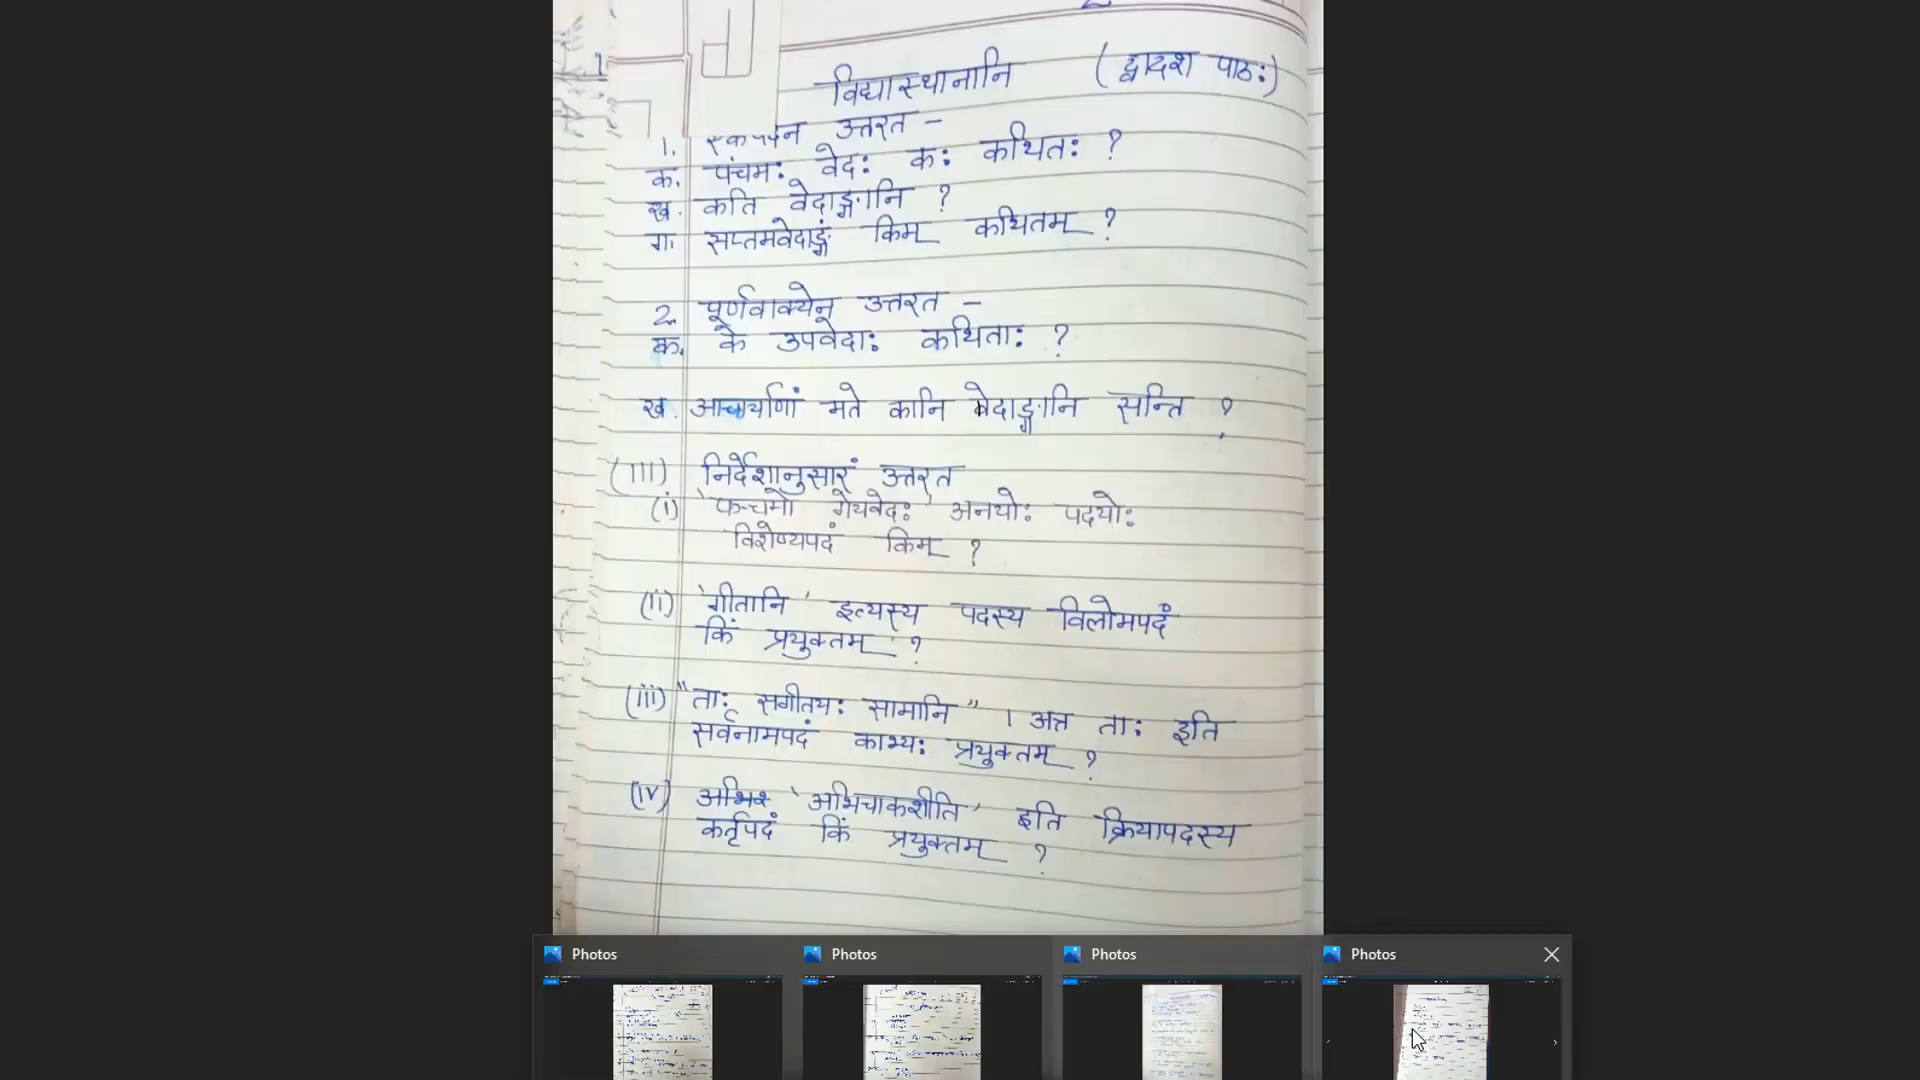 विद्यास्थानानि (द्वादश पाठः)
1. उत्तरत -
क. पंचमः वेदः कः कथितः ?
ख. कति वेदाङ्गानि ?
ग. सप्तमवेदाङ्गं किम् कथितम् ?
2. पूर्णवाक्येन उत्तरत -
क. के उपवेदाः कथिताः ?
ख. आचार्याणां मते कानि वेदाङ्गानि सन्ति ?
(III) निर्देशानुसारं उत्तरत
(i) 'पञ्चमो गेयवेदः' अनयोः पदयोः
विशेष्यपदं किम् ?
(ii) 'गीतानि' इत्यस्य पदस्य विलोमपदं
किं प्रयुक्तम् ?
(iii) "ताः सगीतयः सामानि" । अत्र ताः इति
सर्वनामपदं काभ्यः प्रयुक्तम् ?
(iv) 'अभिचाकशीति' इति क्रियापदस्य
कर्तृपदं किं प्रयुक्तम् ?
Photos Photos Photos Photos